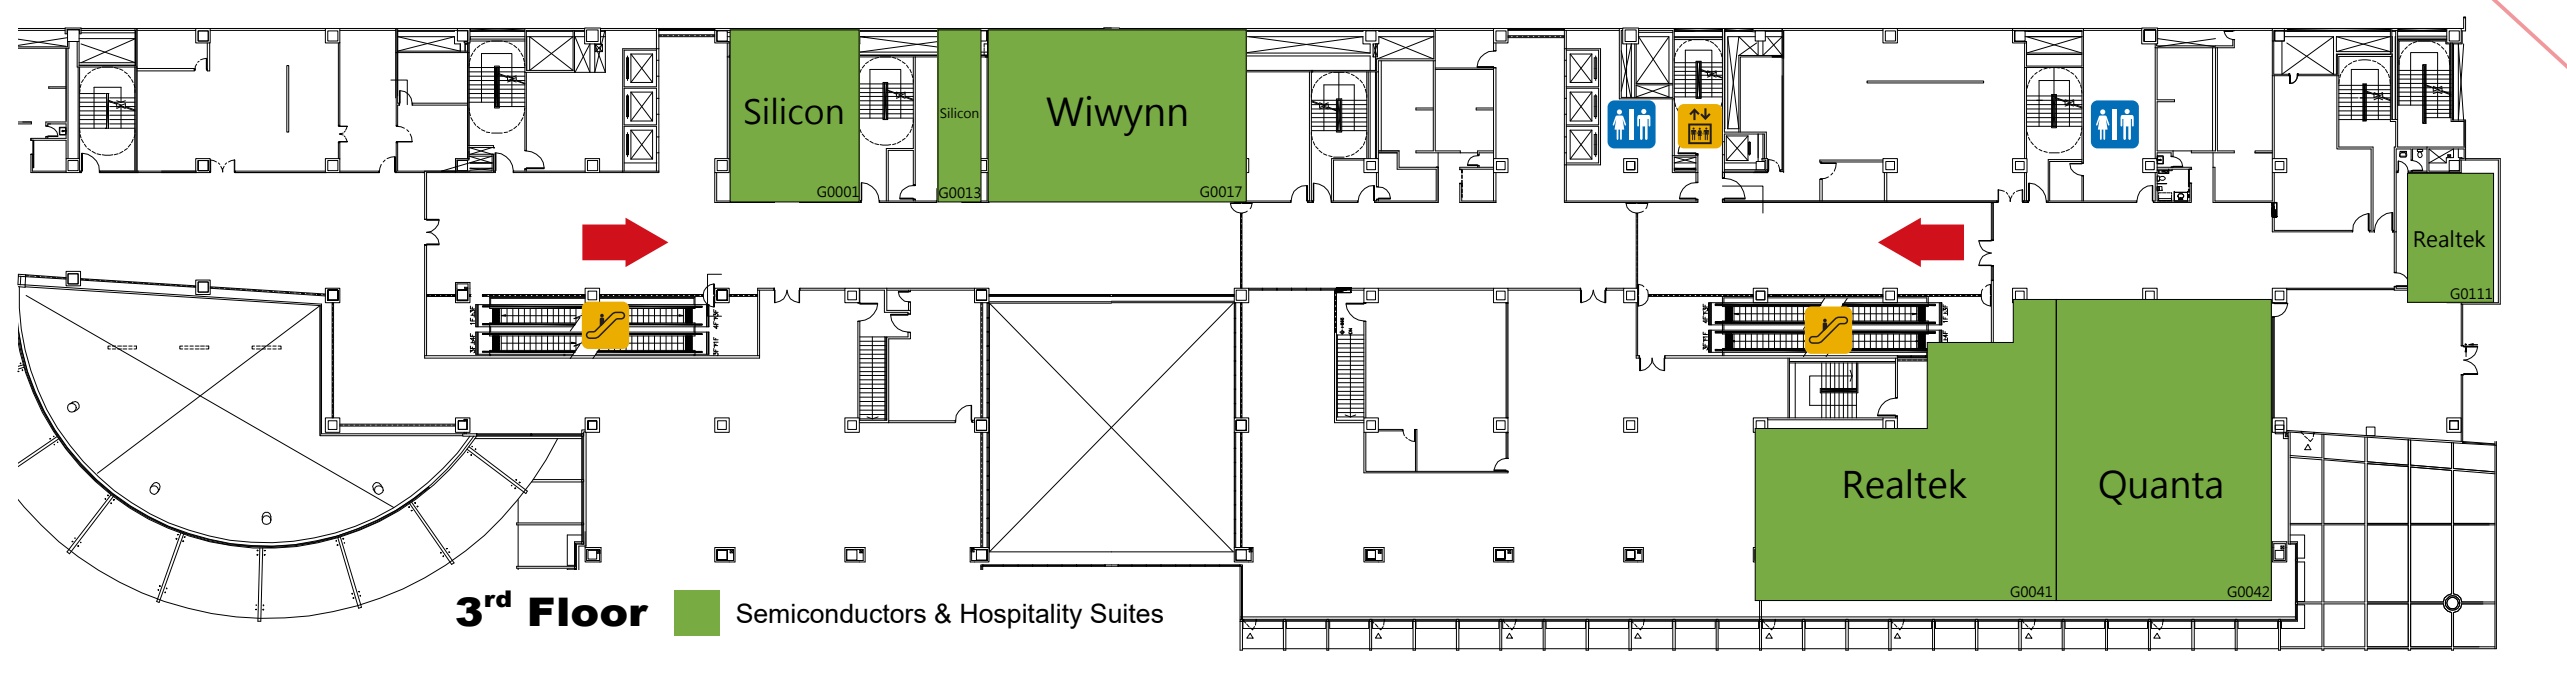 Silicon
G0001
Silicon
G0013
Wiwynn
G0017
Realtek
G0111
Realtek
G0041
Quanta
G0042
3rd Floor
Semiconductors & Hospitality Suites